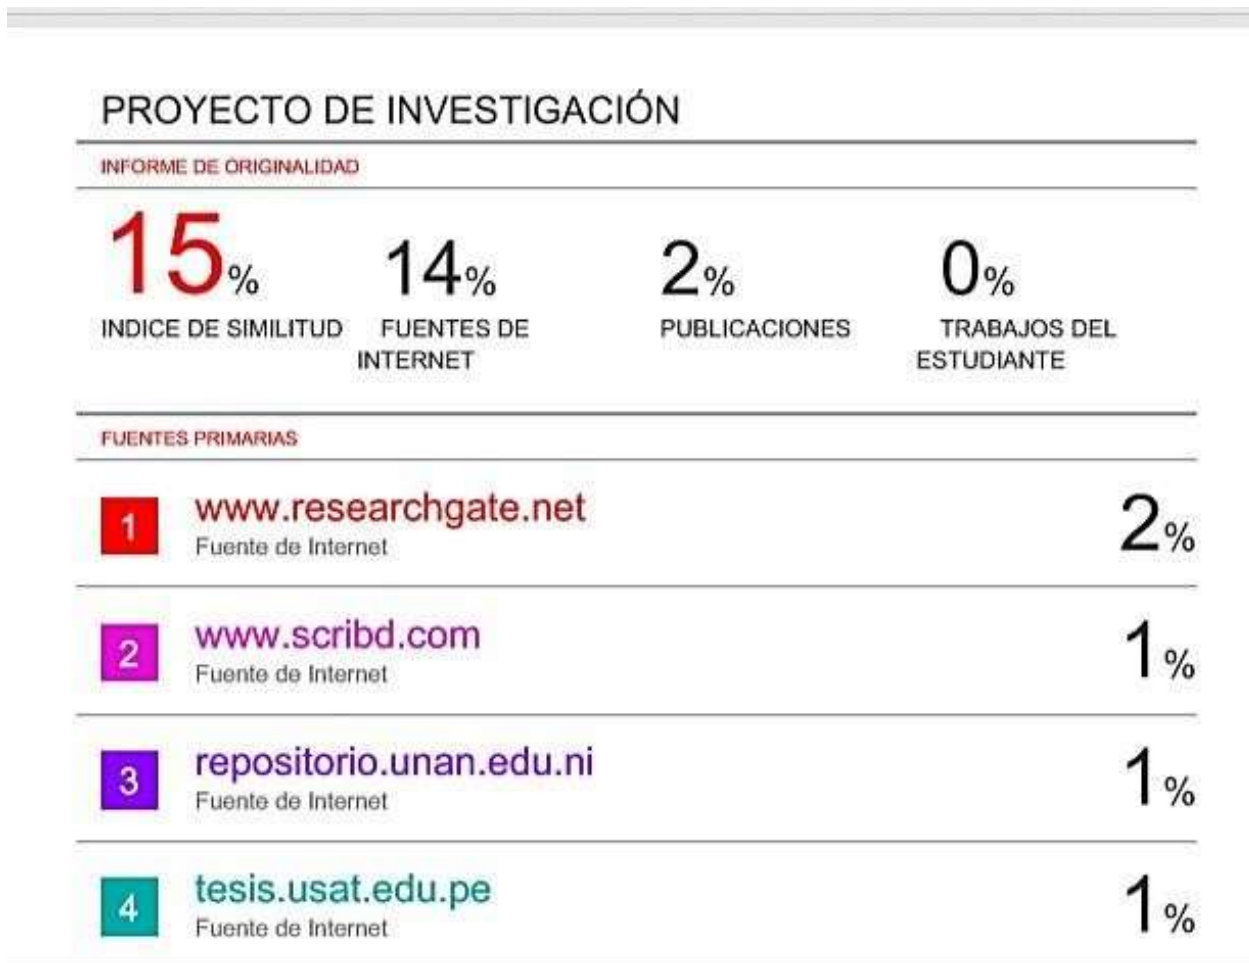 PROYECTO DE INVESTIGACIÓN
INFORME DE ORIGINALIDAD
15% 14% 2% 0%
INDICE DE SIMILITUD FUENTES DE PUBLICACIONES TRABAJOS DEL
INTERNET ESTUDIANTE
FUENTES PRIMARIAS
1 www.researchgate.net 2%
Fuente de Internet
2 www.scribd.com 1%
Fuente de Internet
3 repositorio.unan.edu.ni 1%
Fuente de Internet
4 tesis.usat.edu.pe 1%
Fuente de Internet